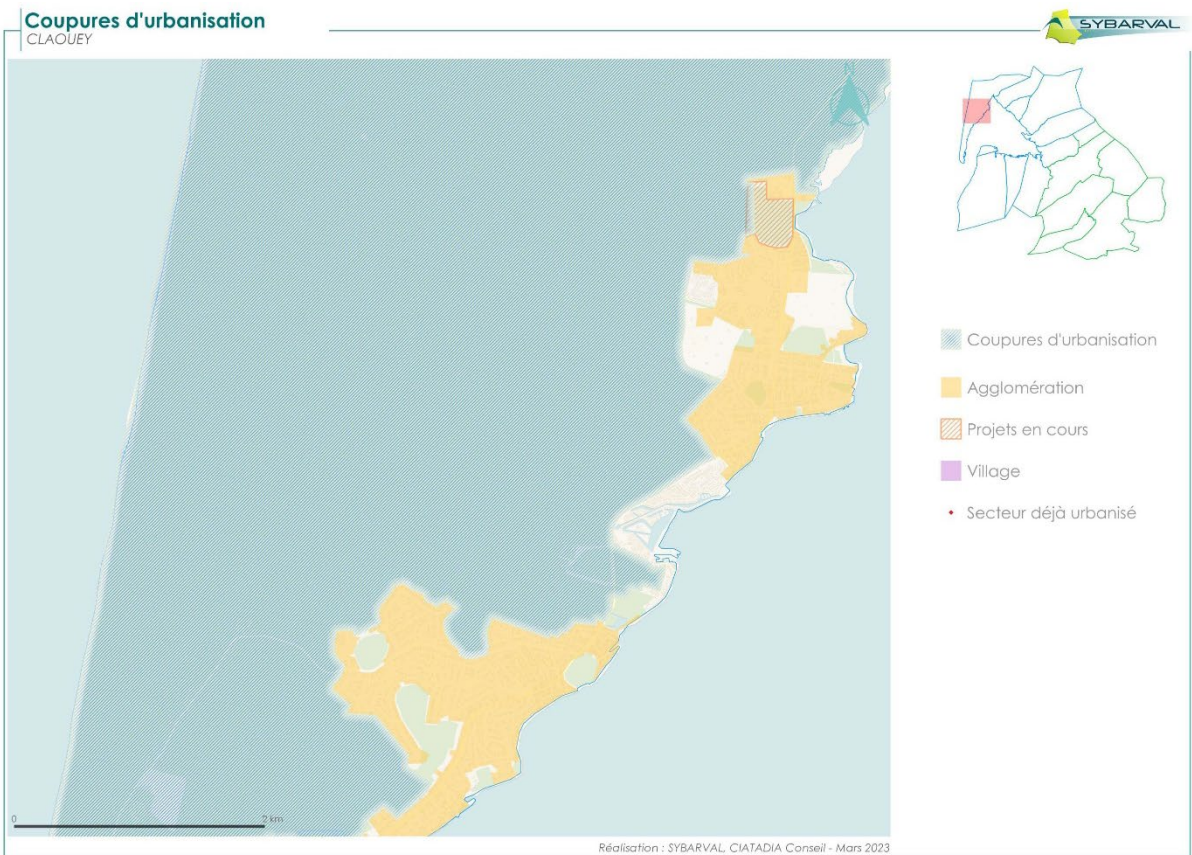 Coupures d'urbanisation
CLAOUEY
SYBARVAL
N
Coupures d'urbanisation
Agglomération
Projets en cours
Village
Secteur déjà urbanisé
0 2 km
Réalisation : SYBARVAL, CIATADIA Conseil - Mars 2023